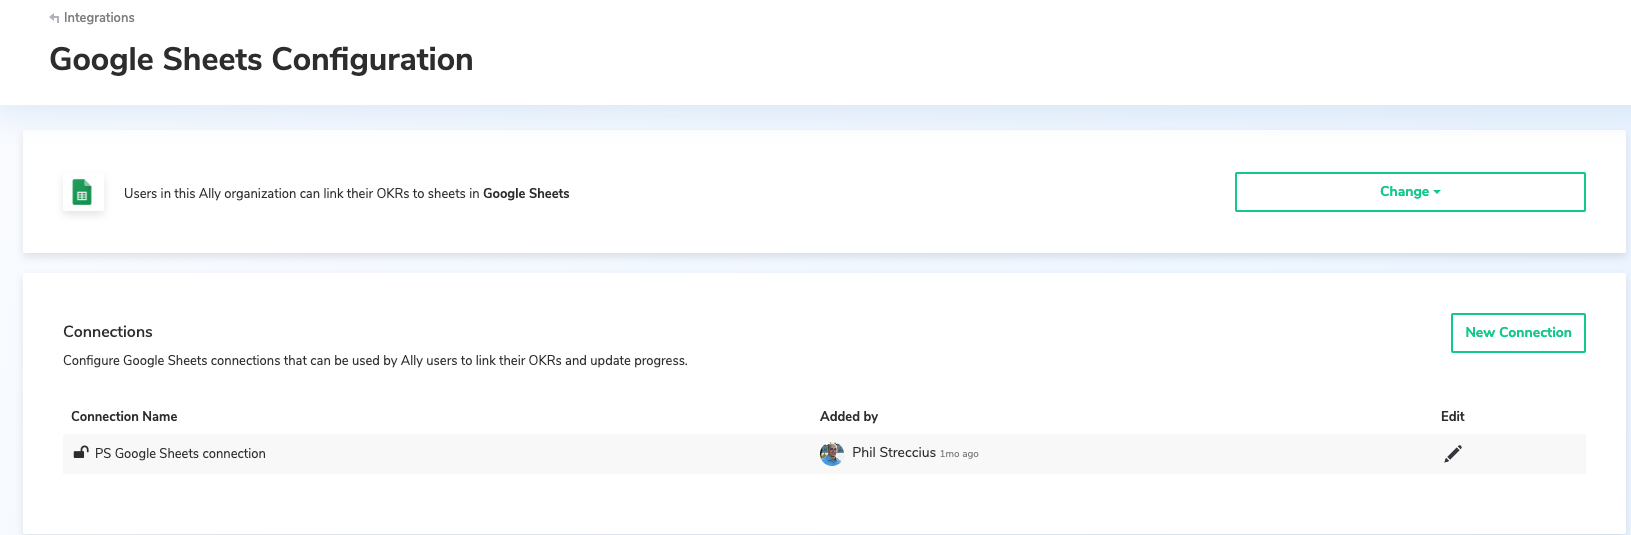 Integrations
Google Sheets Configuration
Users in this Ally organization can link their OKRs to sheets in Google Sheets
Change
Connections
New Connection
Configure Google Sheets connections that can be used by Ally users to link their OKRs and update progress.
Connection Name Added by Edit
PS Google Sheets connection Phil Streccius 1mo ago